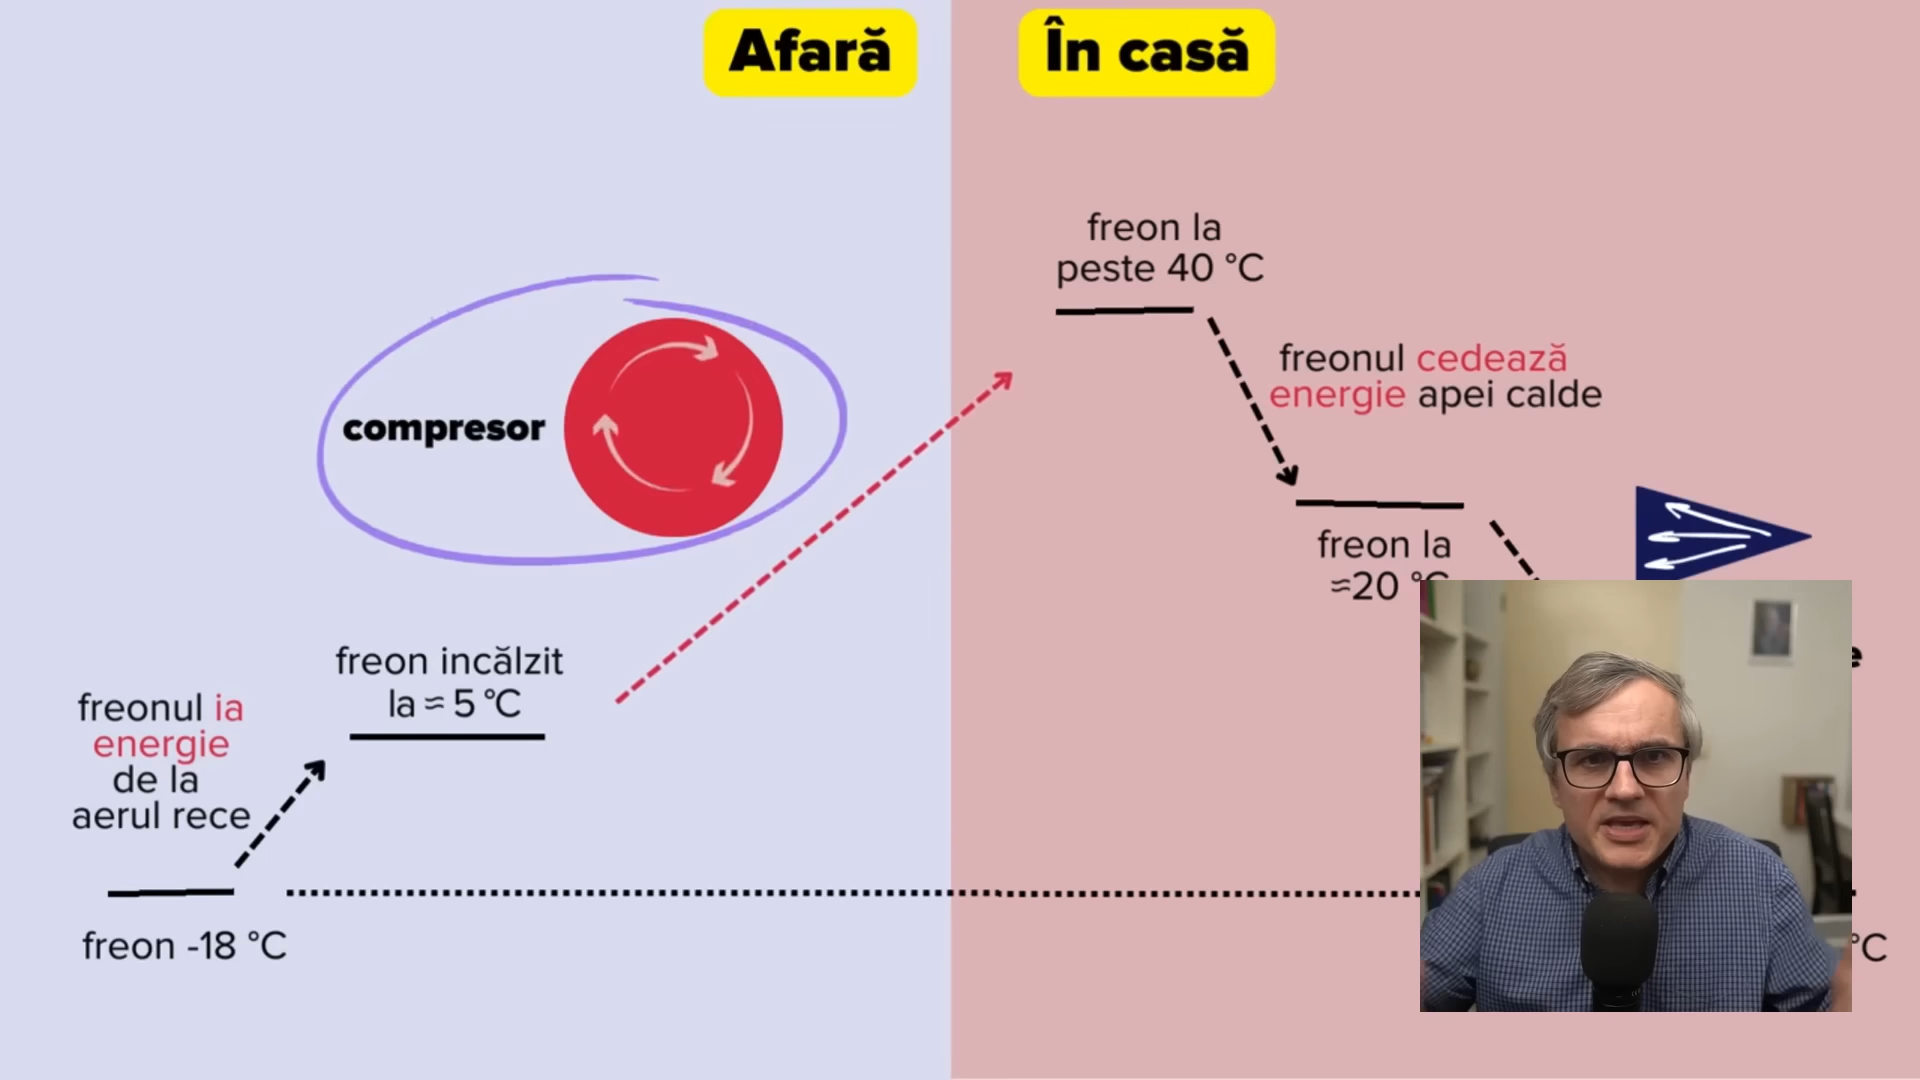 Afară
În casă
freon la
peste 40 °C
freonul cedează
energie apei calde
compresor
freon la
≈20 °C
freon incălzit
la ≈ 5 °C
freonul ia
energie
de la
aerul rece
freon -18 °C
e
°C